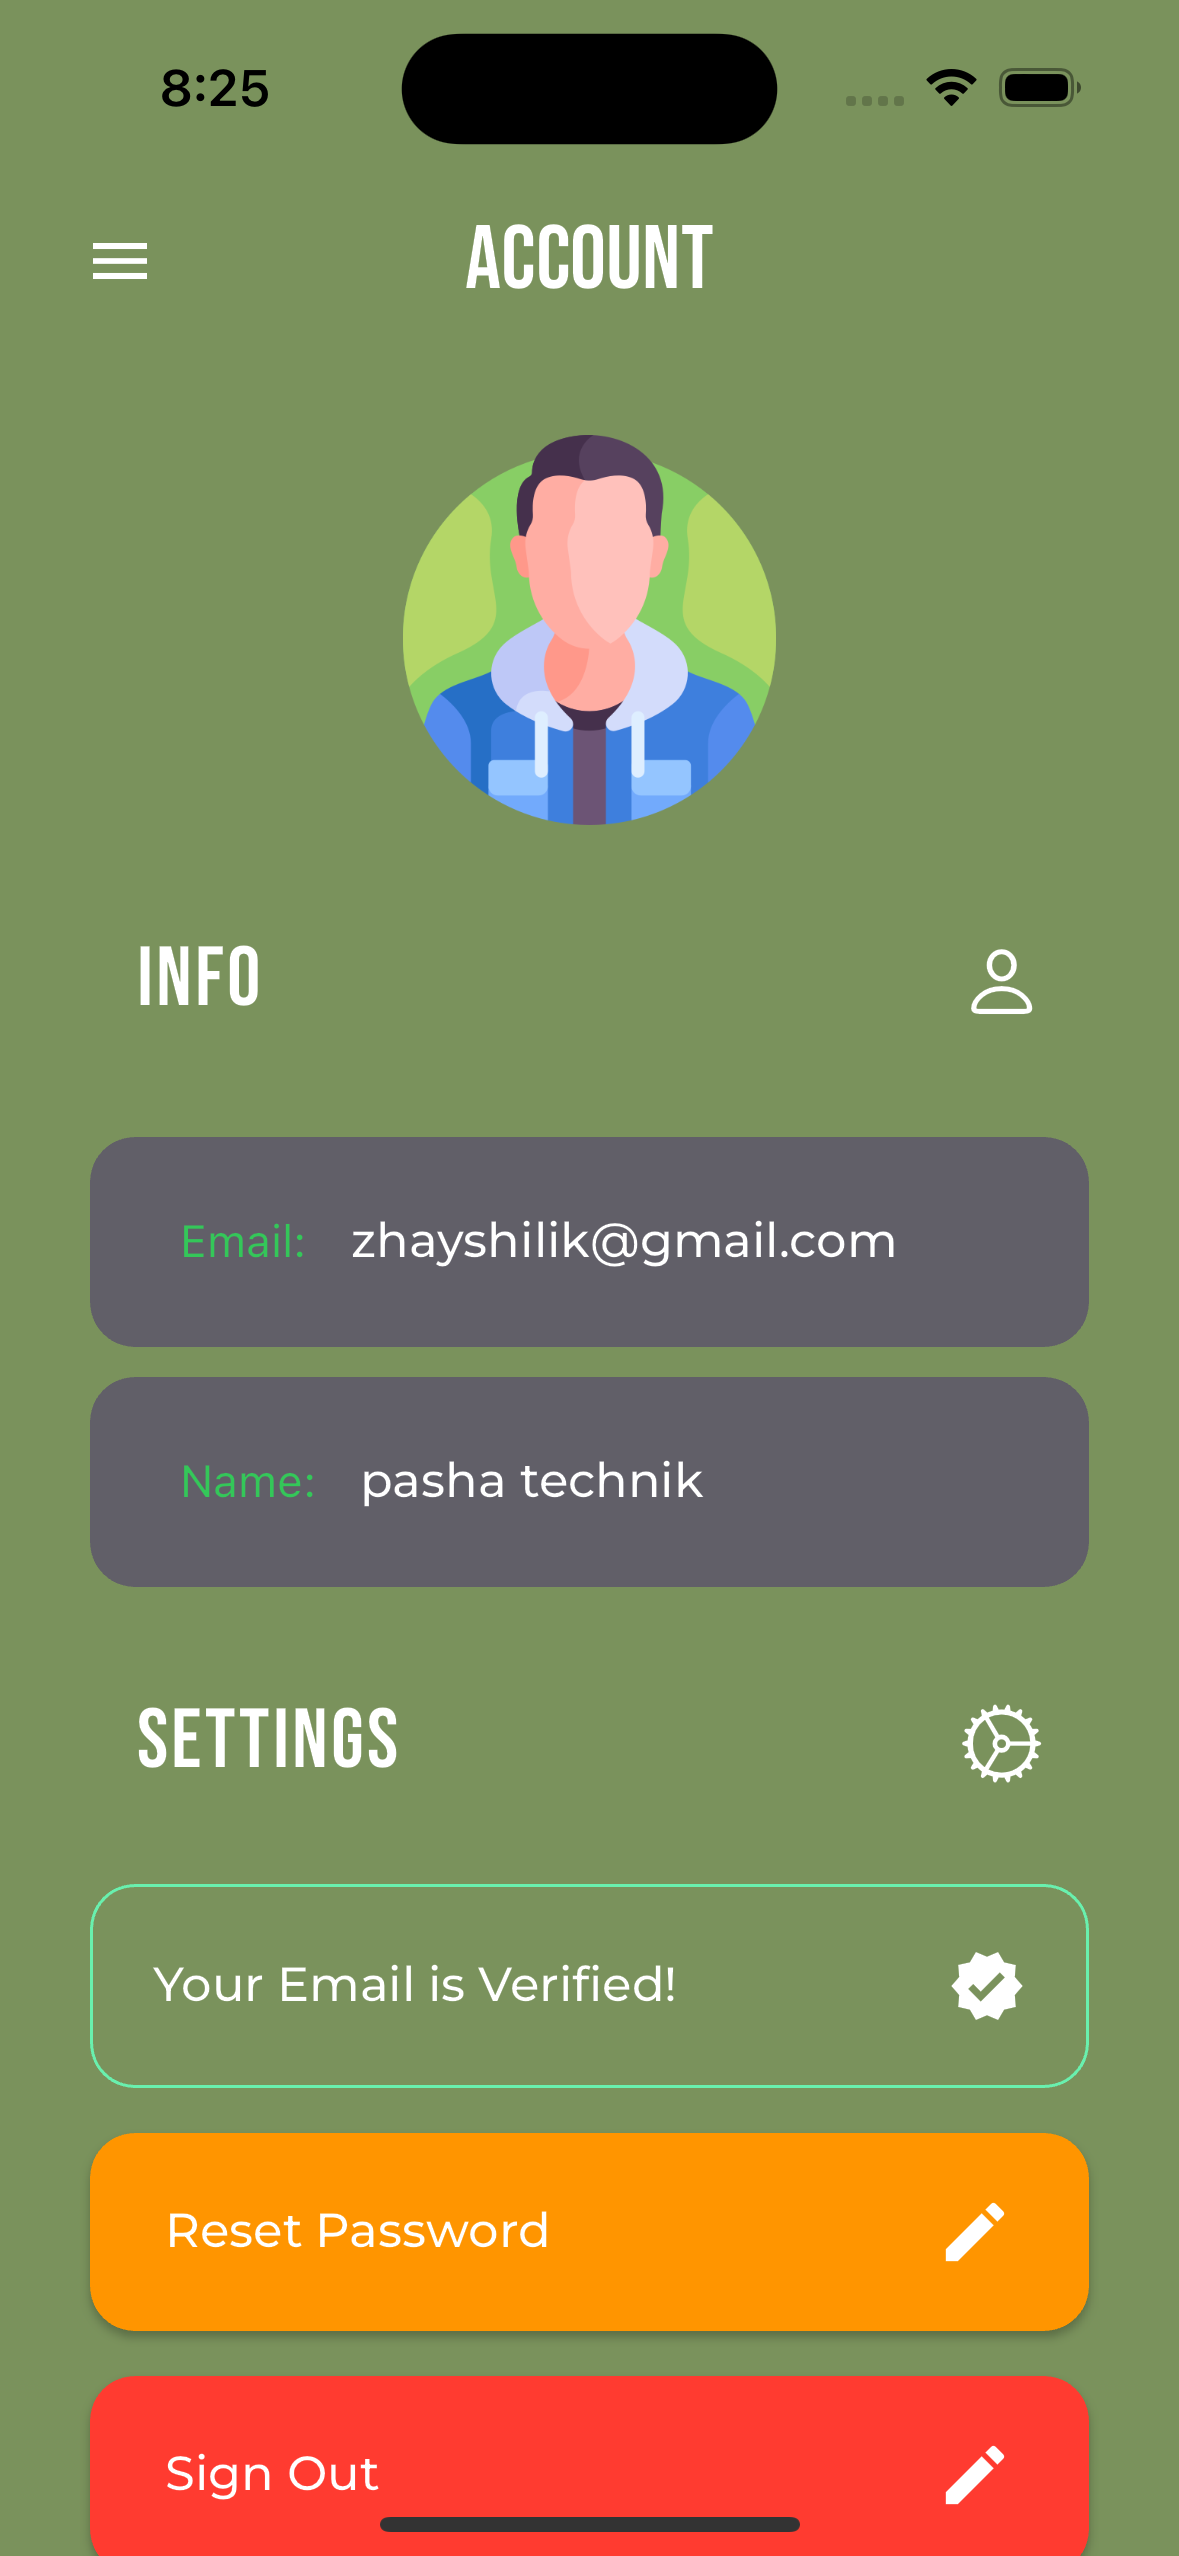 8:25
ACCOUNT
INFO
Email: zhayshilik@gmail.com
Name: pasha technik
SETTINGS
Your Email is Verified!
Reset Password
Sign Out